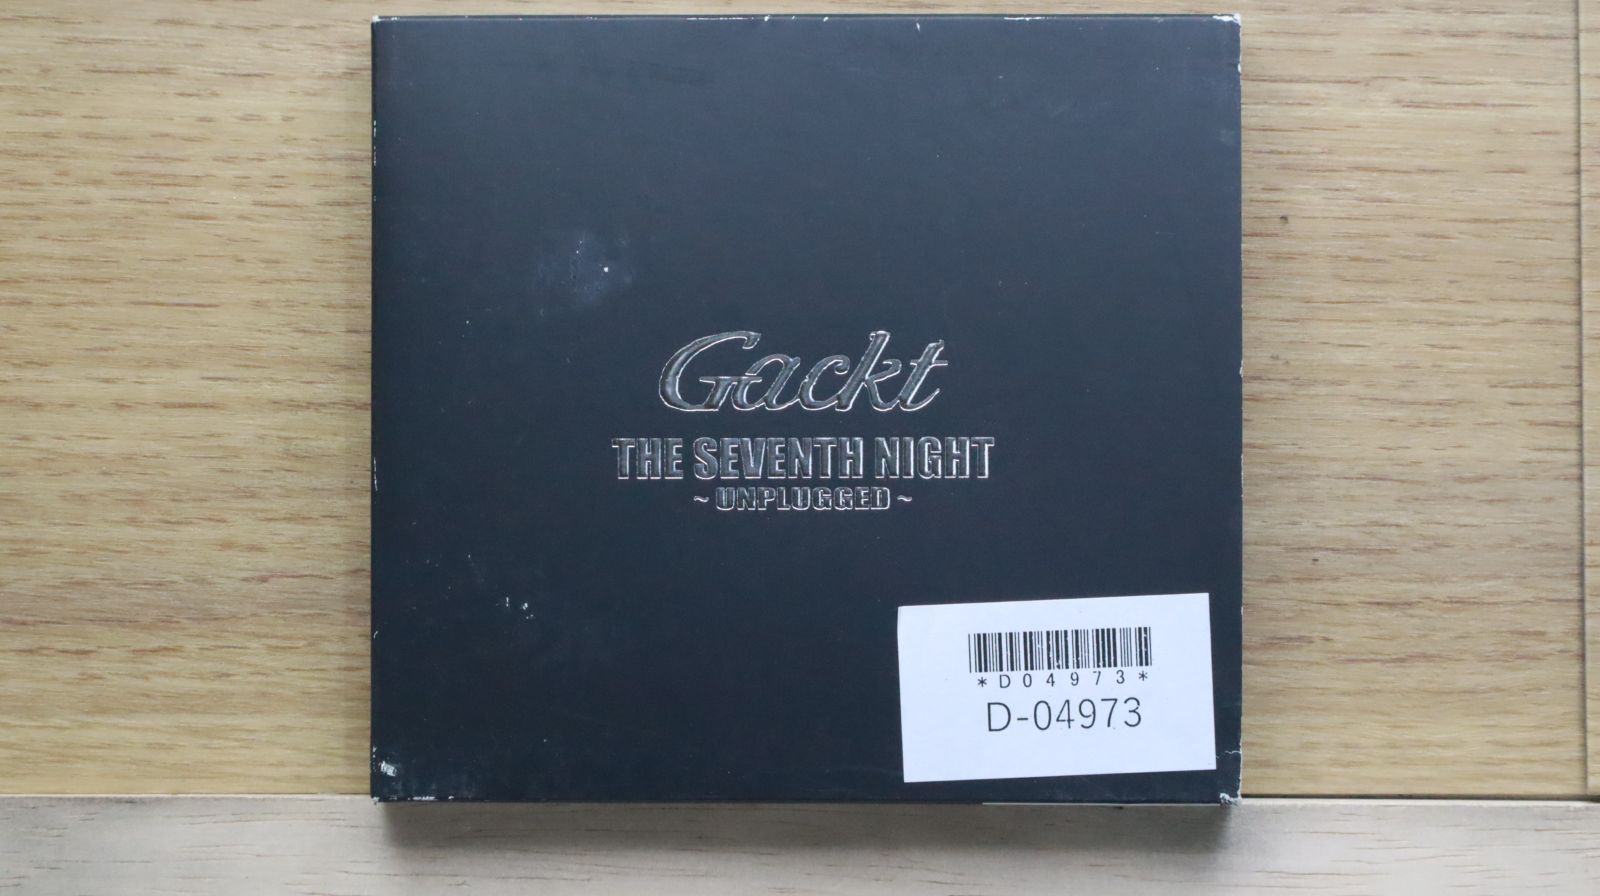 Gackt
THE SEVENTH NIGHT
~UNPLUGGED~
*D04973*
D-04973